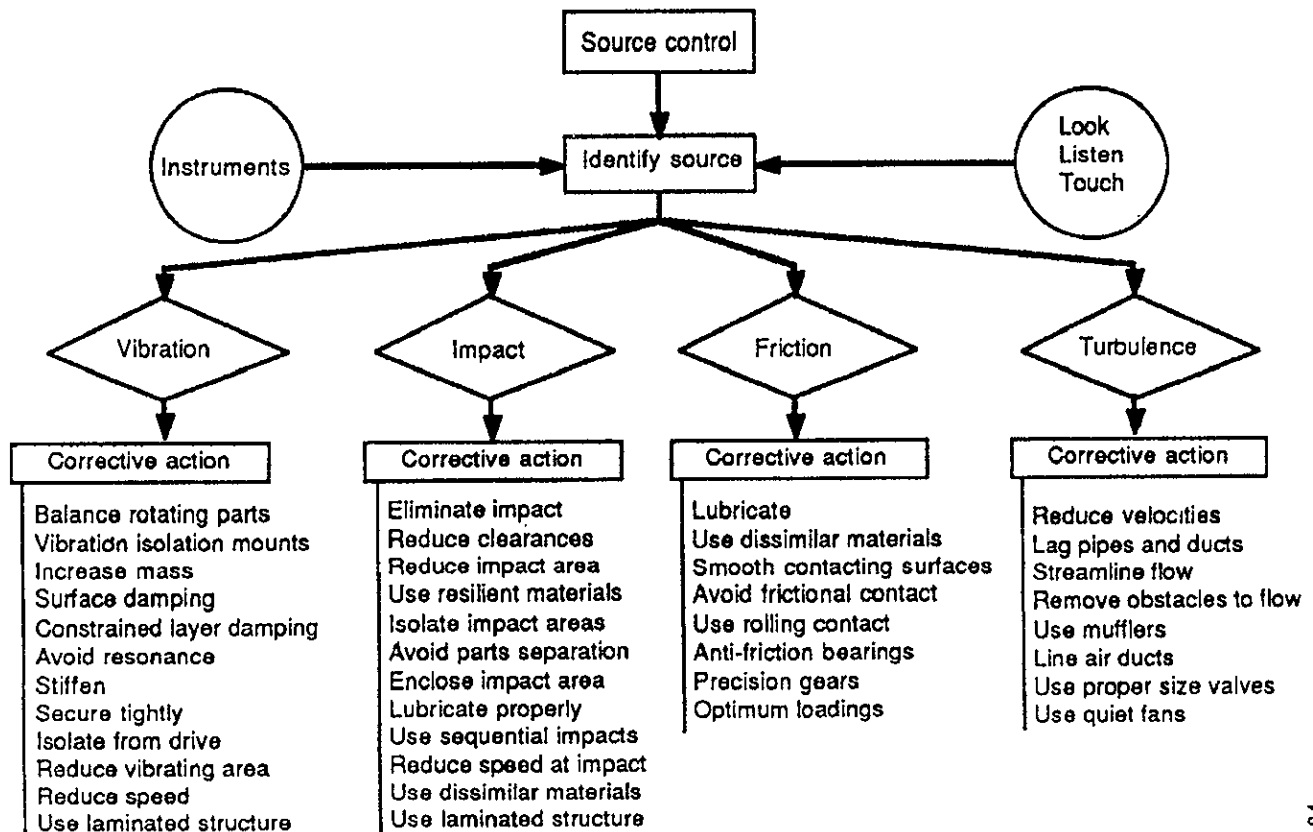 Source control
Instruments
Identify source
Look
Listen
Touch
Vibration
Impact
Friction
Turbulence
Corrective action
Balance rotating parts
Vibration isolation mounts
Increase mass
Surface damping
Constrained layer damping
Avoid resonance
Stiffen
Secure tightly
Isolate from drive
Reduce vibrating area
Reduce speed
Use laminated structure
Corrective action
Eliminate impact
Reduce clearances
Reduce impact area
Use resilient materials
Isolate impact areas
Avoid parts separation
Enclose impact area
Lubricate properly
Use sequential impacts
Reduce speed at impact
Use dissimilar materials
Use laminated structure
Corrective action
Lubricate
Use dissimilar materials
Smooth contacting surfaces
Avoid frictional contact
Use rolling contact
Anti-friction bearings
Precision gears
Optimum loadings
Corrective action
Reduce velocities
Lag pipes and ducts
Streamline flow
Remove obstacles to flow
Use mufflers
Line air ducts
Use proper size valves
Use quiet fans